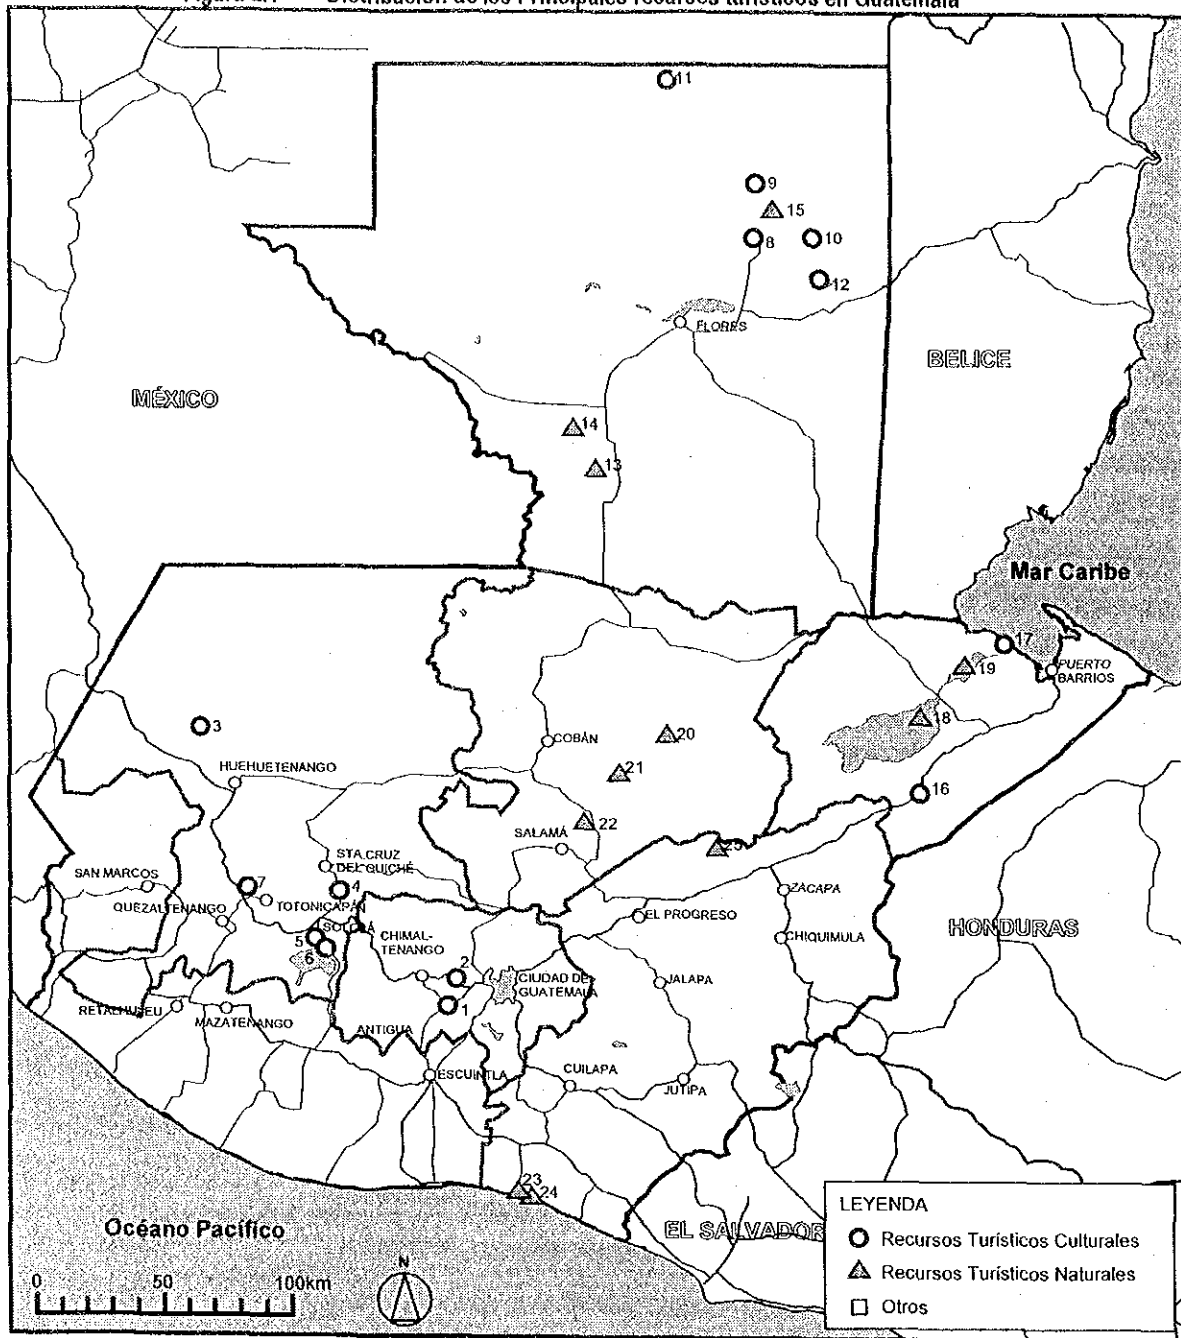 Distribución de los Principales recursos turísticos en Guatemala
11
9
15
8
10
12
FLORES
BELICE
MÉXICO
14
13
Mar Caribe
17
PUERTO
BARRIOS
19
18
3
COBÁN
20
HUEHUETENANGO
21
16
22
SALAMÁ
STA.CRUZ
DEL QUICHÉ
SAN MARCOS
7
4
ZACAPA
TOTONICAPÁN
QUEZALTENANGO
EL PROGRESO
HONDURAS
SOLOLÁ
CHIMAL-
TENANGO
5
6
CHIQUIMULA
2
CIUDAD DE
GUATEMALA
JALAPA
1
RETALHULEU
MAZATENANGO
ANTIGUA
ESCUINTLA
CUILAPA
JUTIPA
23
24
LEYENDA
Océano Pacífico
EL SALVADOR
Recursos Turísticos Culturales
Recursos Turísticos Naturales
Otros
0 50 100km
N